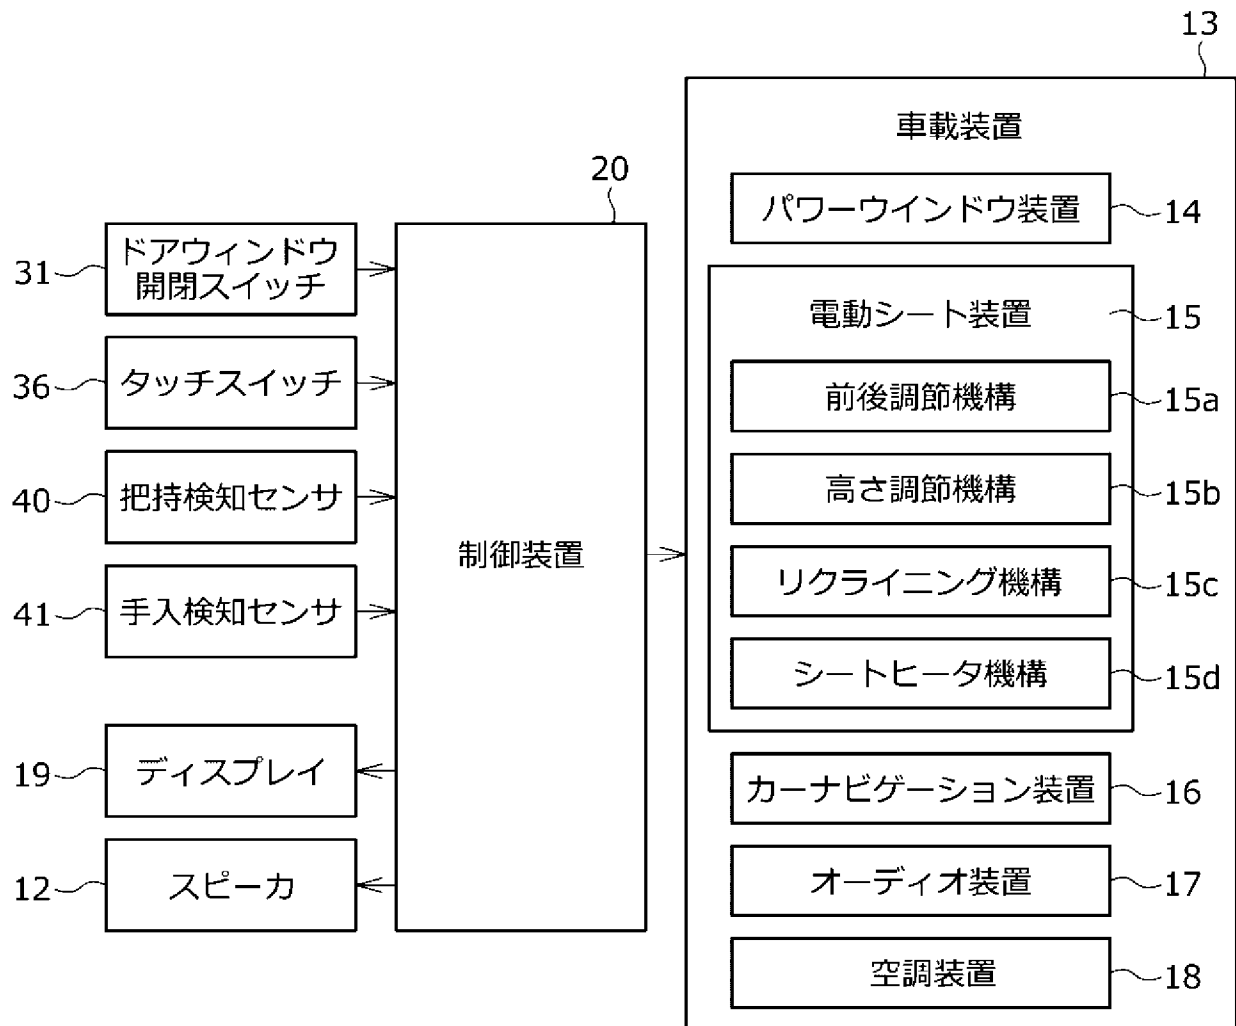 13
車載装置
20
パワーウインドウ装置
14
ドアウィンドウ
開閉スイッチ
31
電動シート装置
15
タッチスイッチ
36
前後調節機構
15a
把持検知センサ
40
高さ調節機構
15b
制御装置
手入検知センサ
41
リクライニング機構
15c
シートヒータ機構
15d
ディスプレイ
19
カーナビゲーション装置
16
スピーカ
12
オーディオ装置
17
空調装置
18